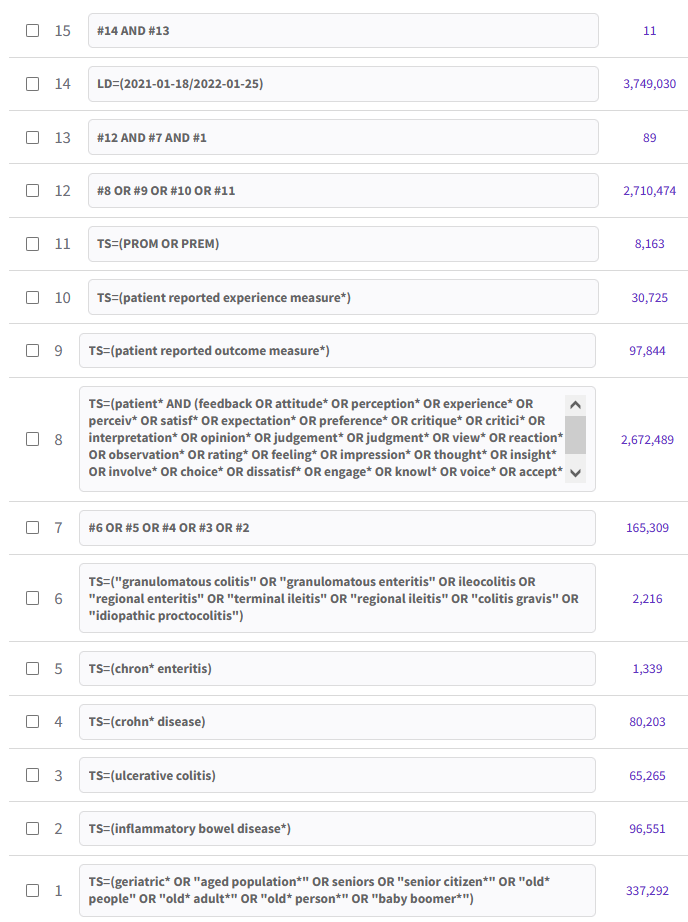 15 #14 AND #13 11
14 LD=(2021-01-18/2022-01-25) 3,749,030
13 #12 AND #7 AND #1 89
12 #8 OR #9 OR #10 OR #11 2,710,474
11 TS=(PROM OR PREM) 8,163
10 TS=(patient reported experience measure*) 30,725
9 TS=(patient reported outcome measure*) 97,844
8 TS=(patient* AND (feedback OR attitude* OR perception* OR experience* OR
perceiv* OR satisf* OR expectation* OR preference* OR critique* OR critici* OR
interpretation* OR opinion* OR judgement* OR judgment* OR view* OR reaction*
OR observation* OR rating* OR feeling* OR impression* OR thought* OR insight*
OR involve* OR choice* OR dissatisf* OR engage* OR knowl* OR voice* OR accept*
2,672,489
7 #6 OR #5 OR #4 OR #3 OR #2 165,309
6 TS=("granulomatous colitis" OR "granulomatous enteritis" OR ileocolitis OR
"regional enteritis" OR "terminal ileitis" OR "regional ileitis" OR "colitis gravis" OR
"idiopathic proctocolitis")
2,216
5 TS=(chron* enteritis) 1,339
4 TS=(crohn* disease) 80,203
3 TS=(ulcerative colitis) 65,265
2 TS=(inflammatory bowel disease*) 96,551
1 TS=(geriatric* OR "aged population*" OR seniors OR "senior citizen*" OR "old*
people" OR "old* adult*" OR "old* person*" OR "baby boomer*")
337,292